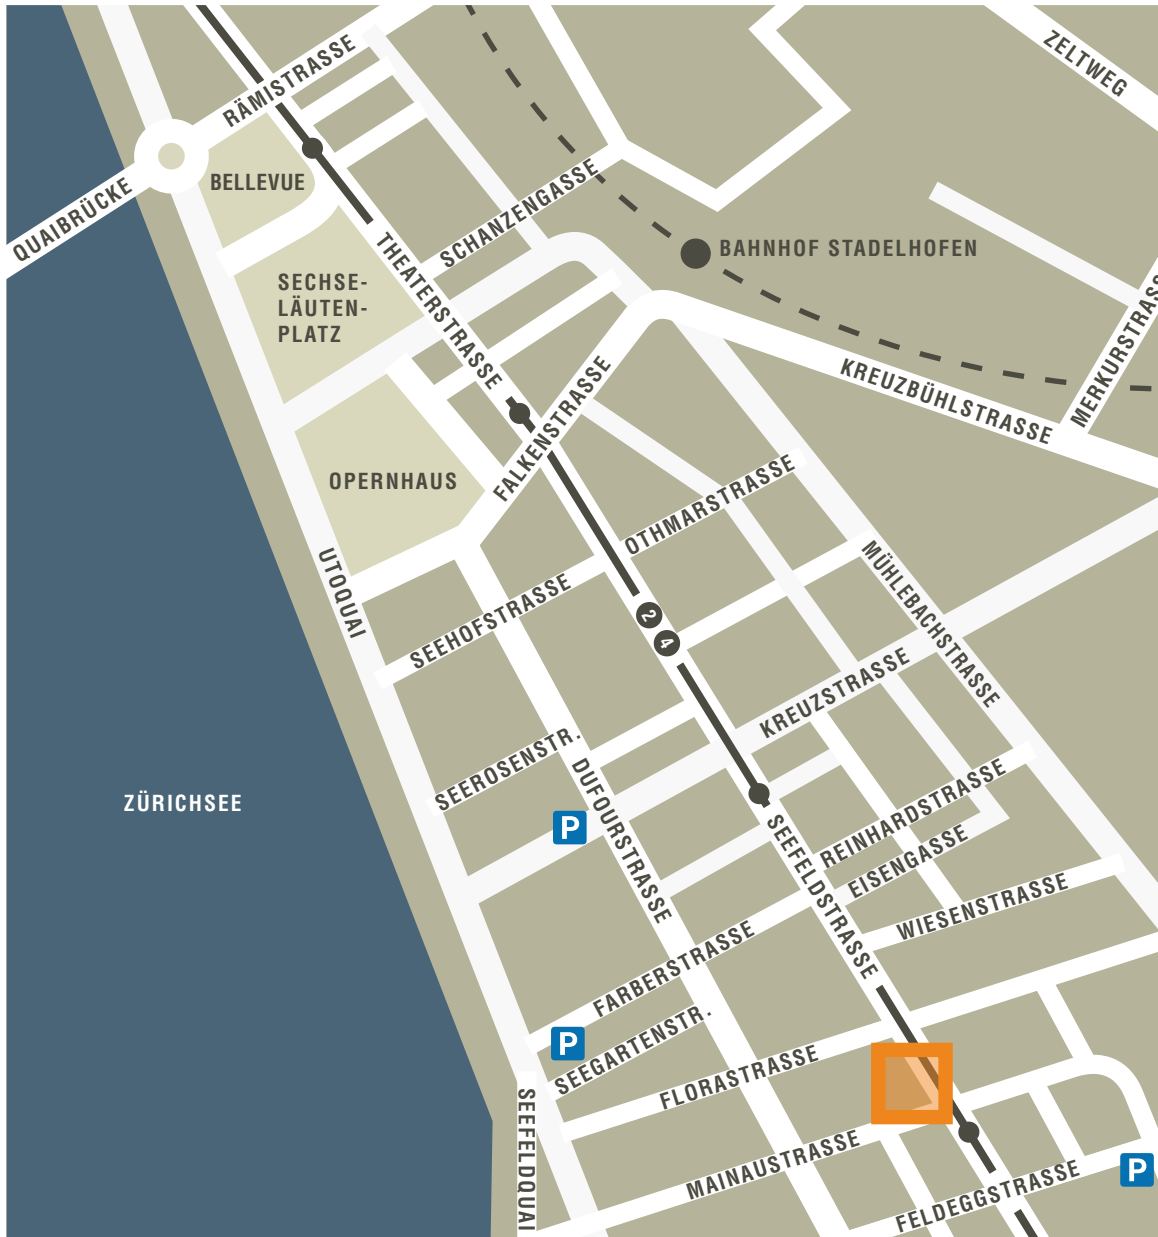 ZELTWEG
RÄMISTRASSE
BELLEVUE
QUAIBRÜCKE
SCHANZENGASSE
BAHNHOF STADELHOFEN
THEATERSTRASSE
SECHSE-
LÄUTEN-
PLATZ
MERKURSTRASS
KREUZBÜHLSTRASSE
FALKENSTRASSE
OPERNHAUS
OTHMARSTRASSE
UTOQUAI
SEEHOFSTRASSE
MÜHLEBACHSTRASSE
2
4
KREUZSTRASSE
SEEROSENSTR.
DUFOURSTRASSE
ZÜRICHSEE
P
REINHARDSTRASSE
EISENGASSE
SEEFELDSTRASSE
WIESENSTRASSE
FARBERSTRASSE
P
SEEGARTENSTR.
FLORASTRASSE
SEEFELDQUAI
MAINAUSTRASSE
P
FELDEGGSTRASSE